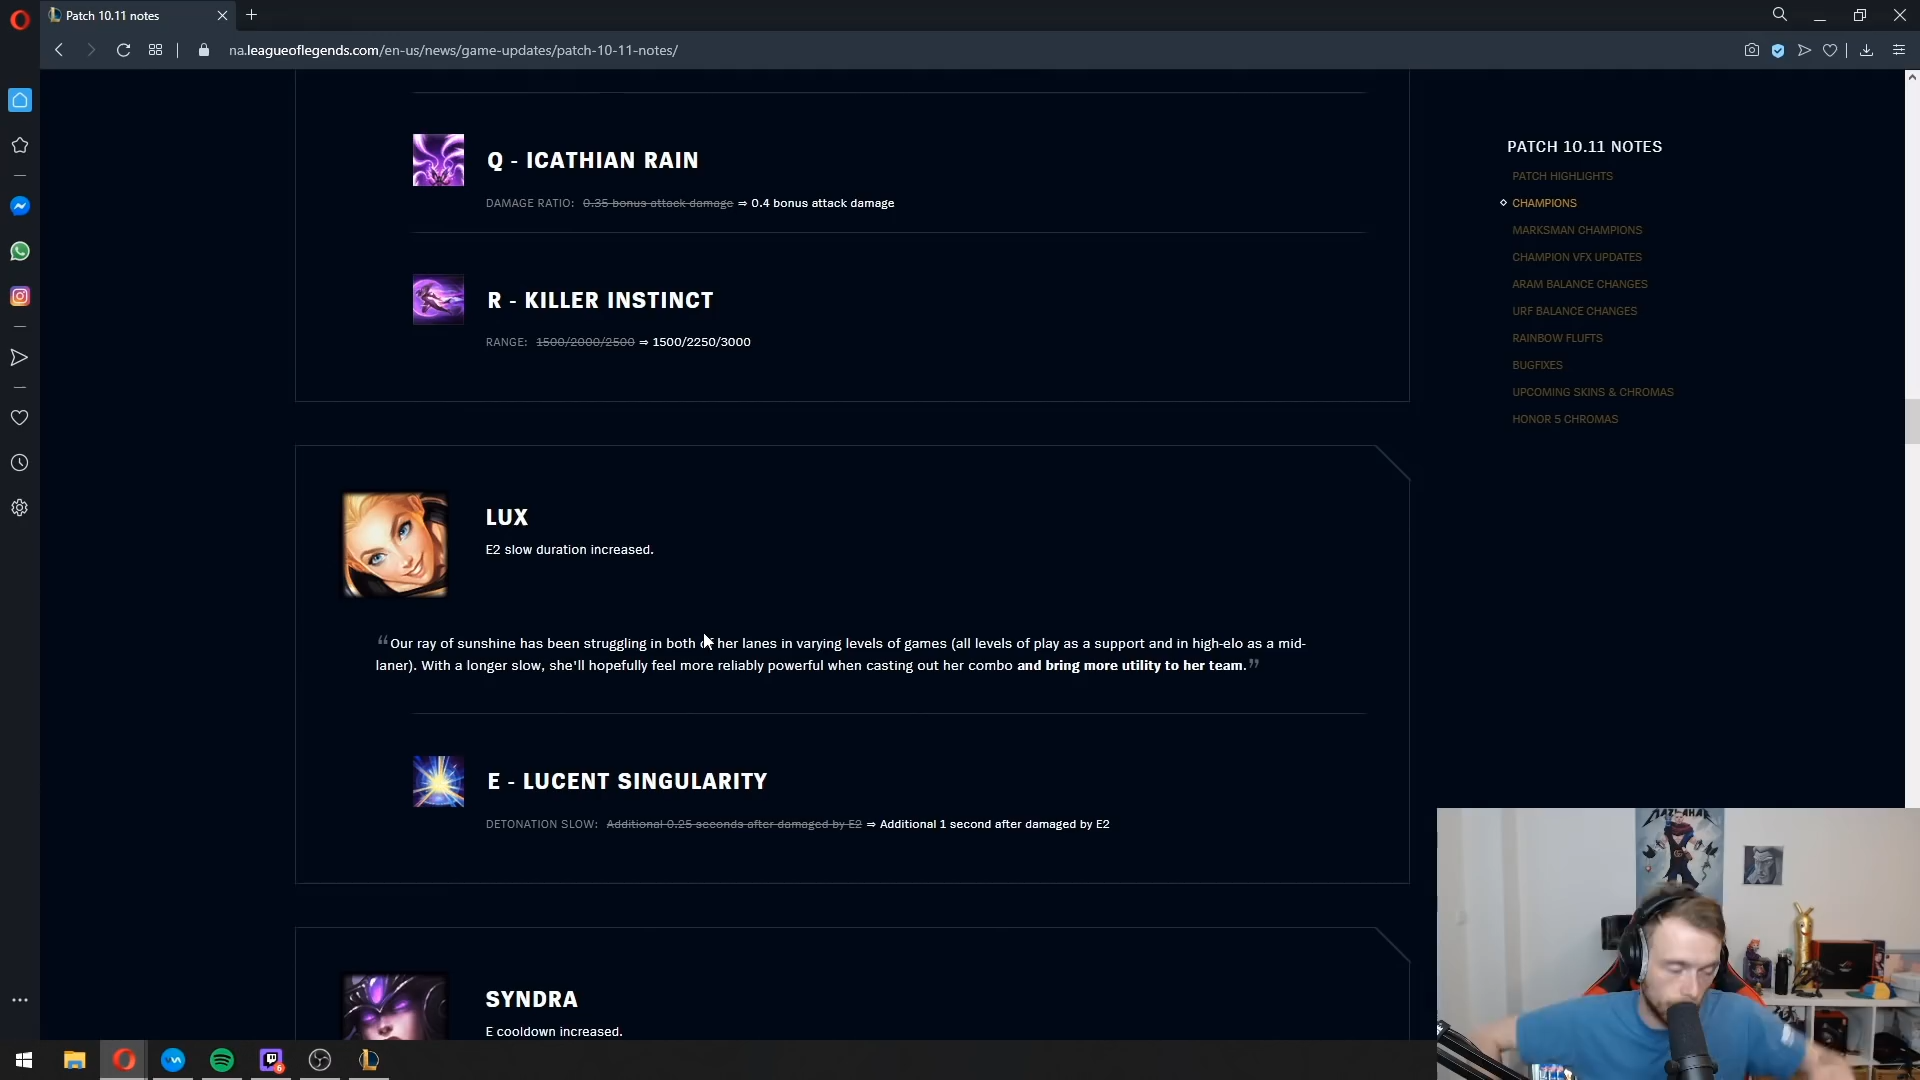 Patch 10.11 notes
na.leagueoflegends.com/en-us/news/game-updates/patch-10-11-notes/
Q - ICATHIAN RAIN
DAMAGE RATIO: 0.35 bonus attack damage ⇒ 0.4 bonus attack damage
R - KILLER INSTINCT
RANGE: 1500/2000/2500 ⇒ 1500/2250/3000
LUX
E2 slow duration increased.
“Our ray of sunshine has been struggling in both of her lanes in varying levels of games (all levels of play as a support and in high-elo as a mid-
laner). With a longer slow, she'll hopefully feel more reliably powerful when casting out her combo and bring more utility to her team.”
E - LUCENT SINGULARITY
DETONATION SLOW: Additional 0.25 seconds after damaged by E2 ⇒ Additional 1 second after damaged by E2
SYNDRA
E cooldown increased.
PATCH 10.11 NOTES
PATCH HIGHLIGHTS
CHAMPIONS
MARKSMAN CHAMPIONS
CHAMPION VFX UPDATES
ARAM BALANCE CHANGES
URF BALANCE CHANGES
RAINBOW FLUFTS
BUGFIXES
UPCOMING SKINS & CHROMAS
HONOR 5 CHROMAS
6